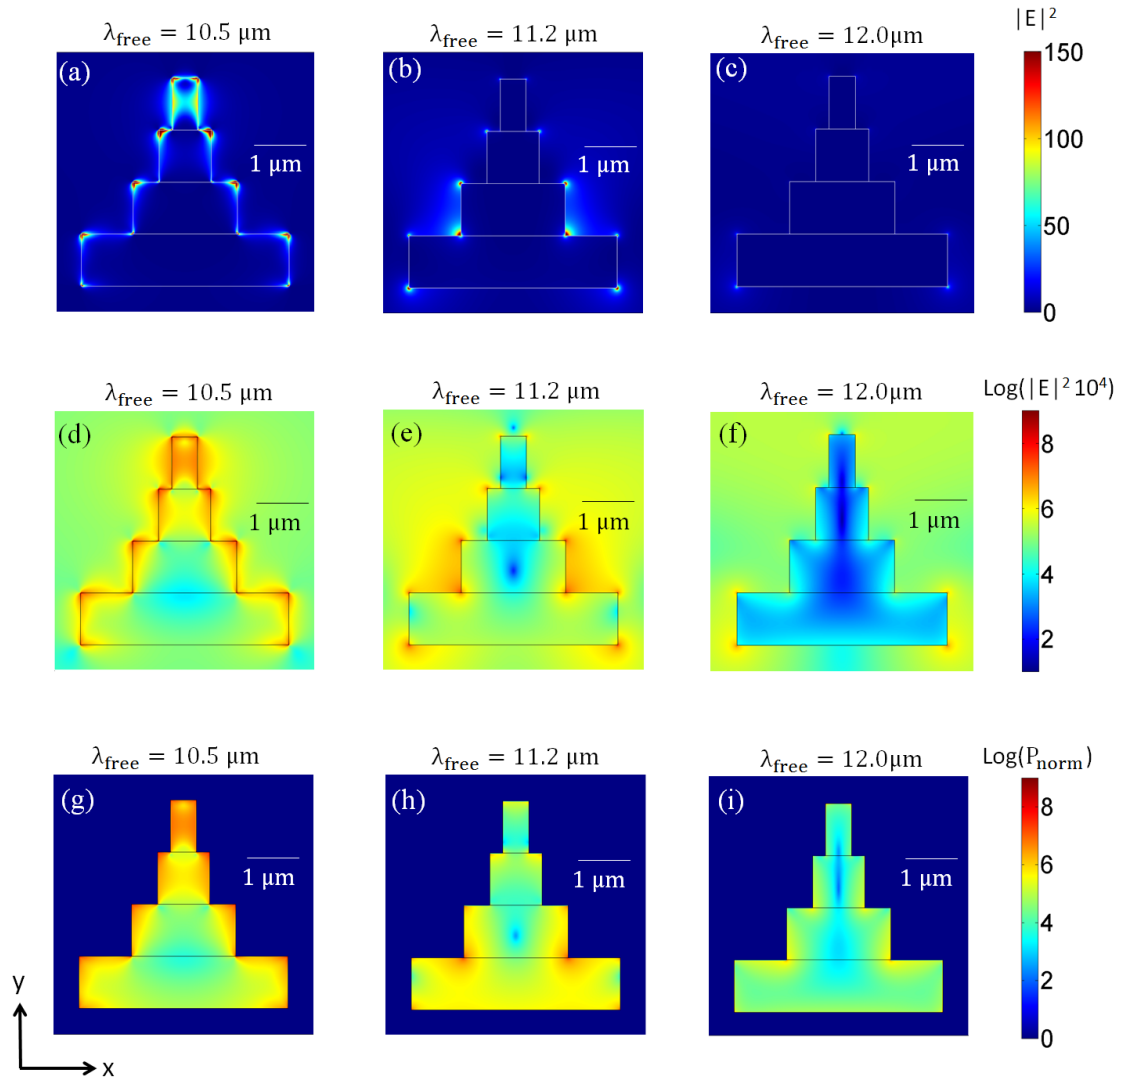 λfree = 10.5 μm
λfree = 11.2 μm
λfree = 12.0μm
|E|²
(a)
(b)
(c)
1 μm
1 μm
1 μm
150
100
50
0
λfree = 10.5 μm
λfree = 11.2 μm
λfree = 12.0μm
Log(|E|² 10⁴)
(d)
(e)
(f)
1 μm
1 μm
1 μm
8
6
4
2
λfree = 10.5 μm
λfree = 11.2 μm
λfree = 12.0μm
Log(Pnorm)
(g)
(h)
(i)
1 μm
1 μm
1 μm
8
6
4
2
0
y
x